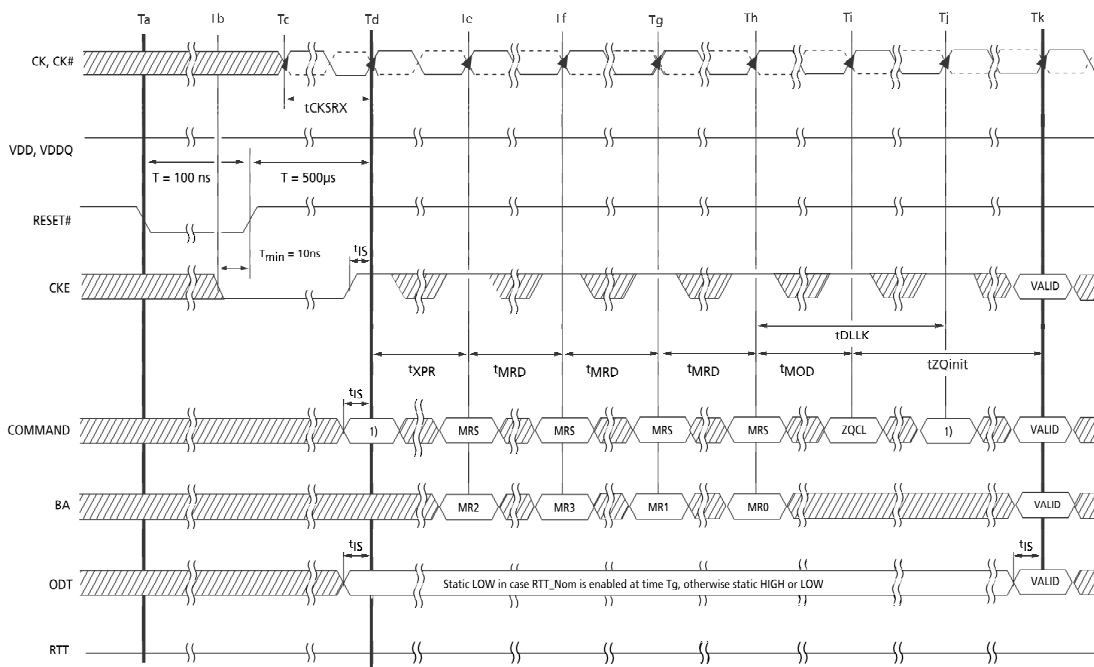 Ta Tb Tc Td Te Tf Tg Th Ti Tj Tk
CK, CK#
tCKSRX
VDD, VDDQ
T = 100 ns T = 500µs
RESET#
Tmin = 10ns tIS
CKE VALID
tDLLK
tXPR tMRD tMRD tMRD tMOD tZQinit
tIS
COMMAND 1) MRS MRS MRS MRS ZQCL 1) VALID
BA MR2 MR3 MR1 MR0 VALID
tIS tIS
ODT Static LOW in case RTT_Nom is enabled at time Tg, otherwise static HIGH or LOW VALID
RTT